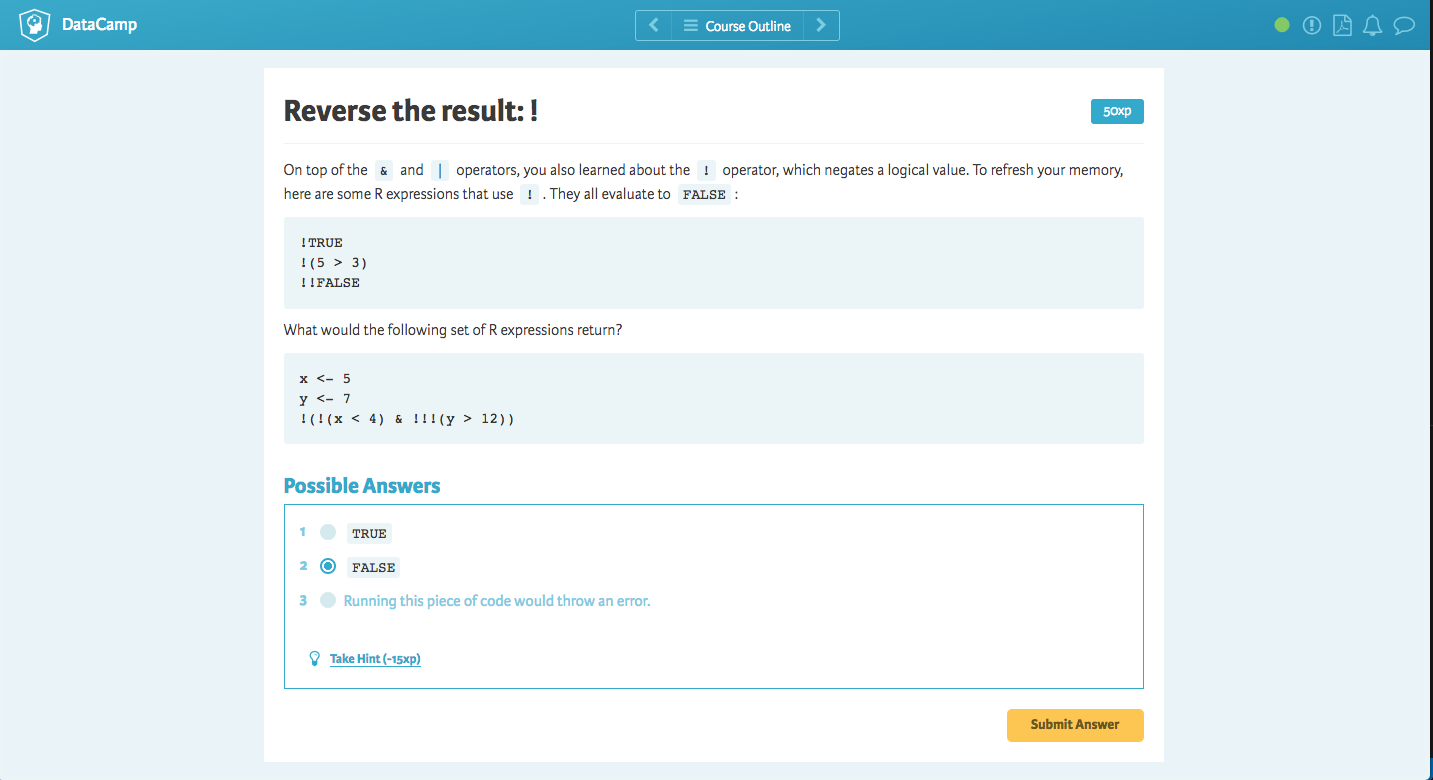 DataCamp
Course Outline
Reverse the result: !
50xp
On top of the & and | operators, you also learned about the ! operator, which negates a logical value. To refresh your memory,
here are some R expressions that use ! . They all evaluate to FALSE :
!TRUE
!(5 > 3)
!!FALSE
What would the following set of R expressions return?
x <- 5
y <- 7
!(!(x < 4) & !!!(y > 12))
Possible Answers
1 TRUE
2 FALSE
3 Running this piece of code would throw an error.
Take Hint (-15xp)
Submit Answer